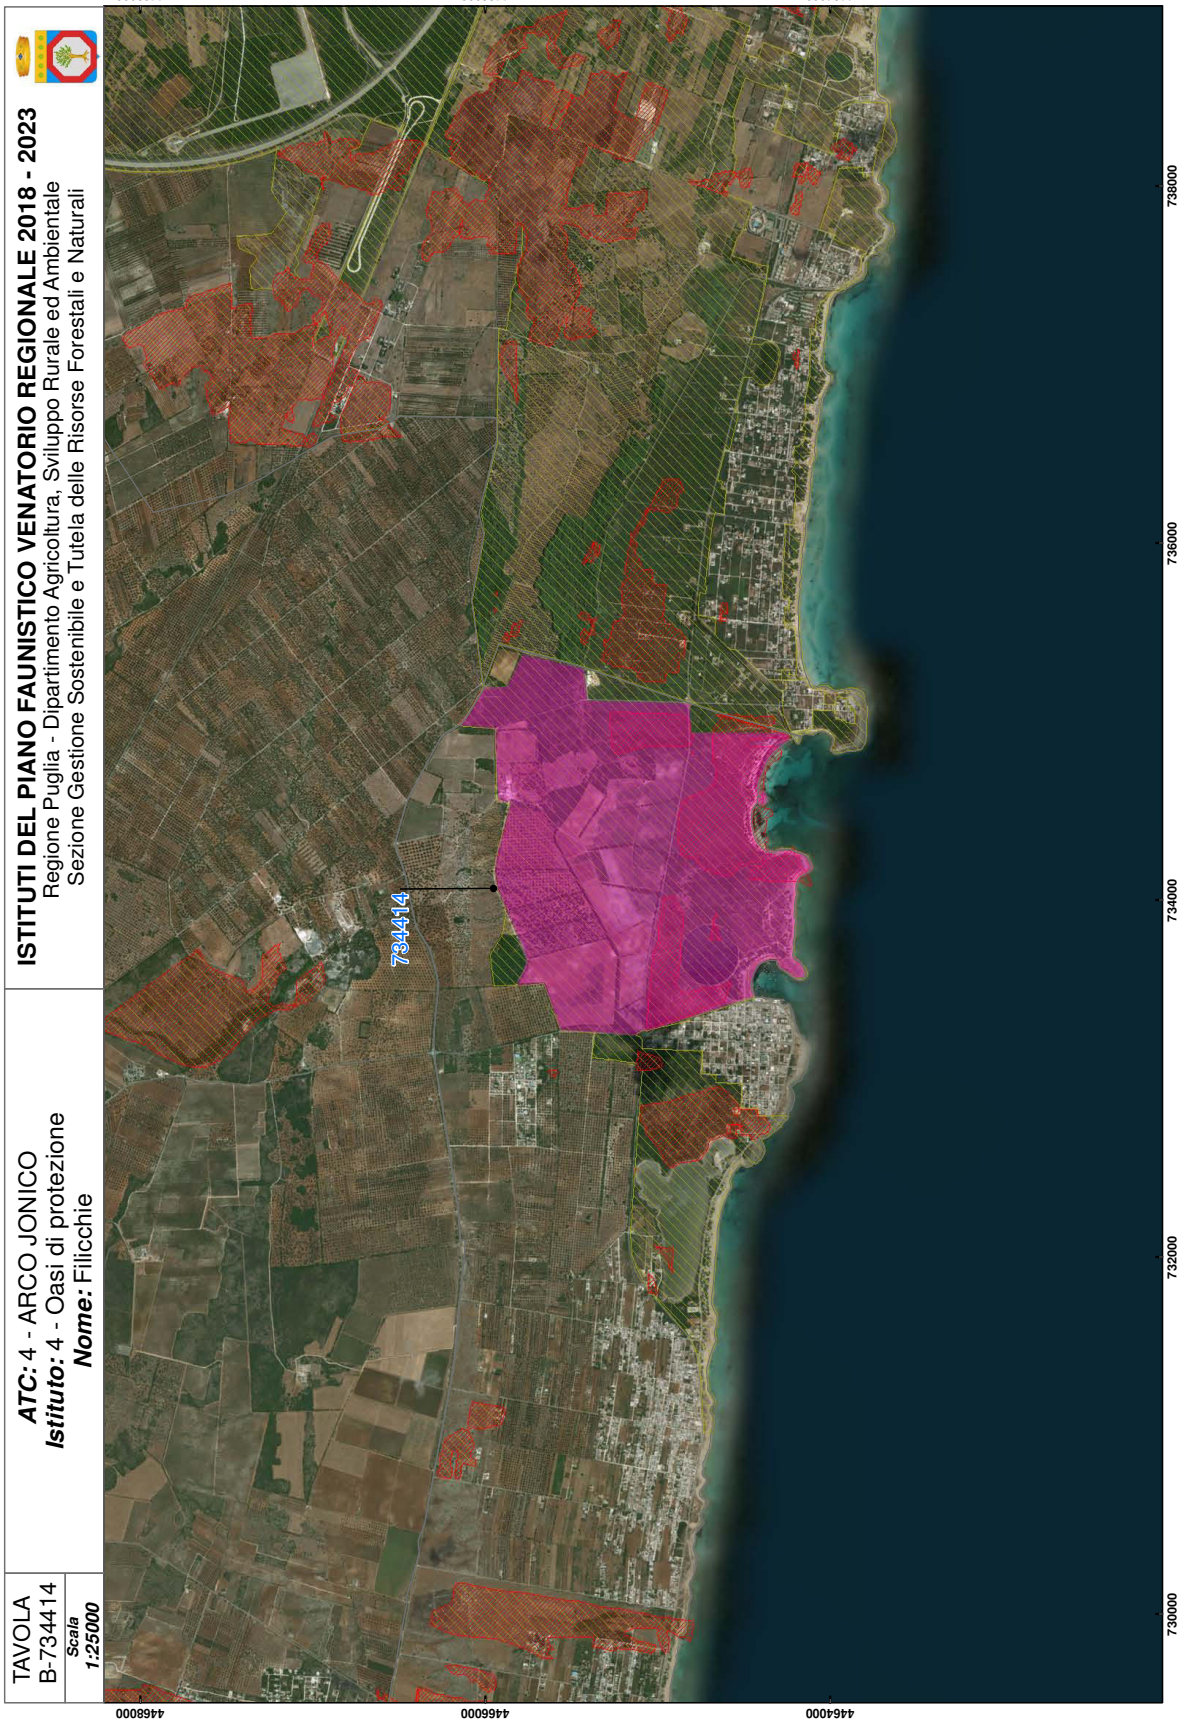 TAVOLA
B-734414
Scala
1:25000
ATC: 4 - ARCO JONICO
Istituto: 4 - Oasi di protezione
Nome: Filicchie
ISTITUTI DEL PIANO FAUNISTICO VENATORIO REGIONALE 2018 - 2023
Regione Puglia - Dipartimento Agricoltura, Sviluppo Rurale ed Ambientale
Sezione Gestione Sostenibile e Tutela delle Risorse Forestali e Naturali
734414
4468000
4466000
4464000
730000
732000
734000
736000
738000